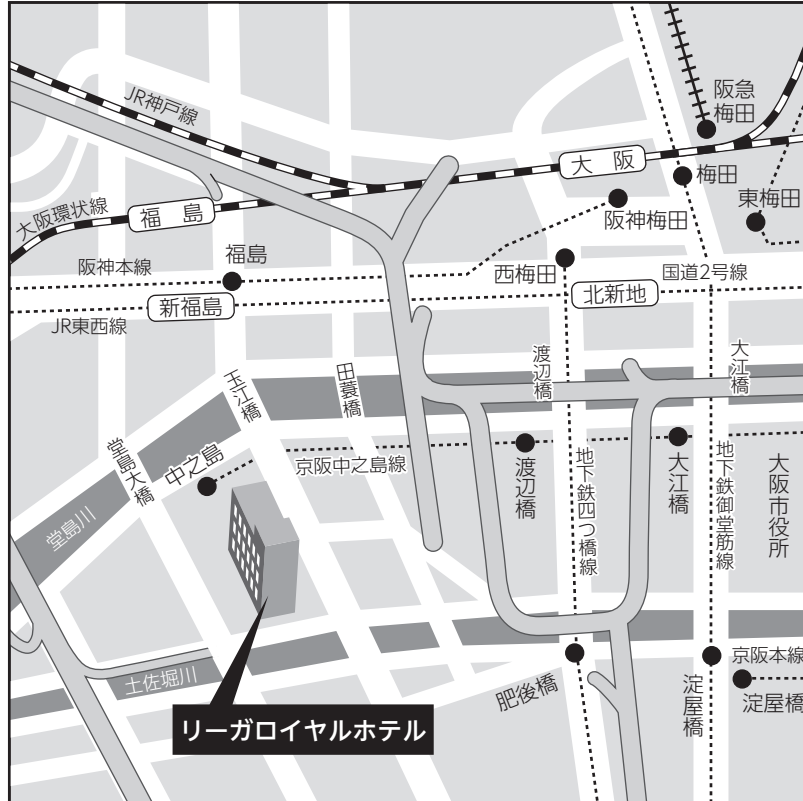 JR神戸線
阪急
梅田
大阪
梅田
東梅田
福島
阪神梅田
大阪環状線
福島
阪神本線
西梅田
国道2号線
新福島
北新地
JR東西線
渡辺橋
大江橋
田蓑橋
玉江橋
堂島大橋
中之島
京阪中之島線
渡辺橋
地下鉄四つ橋線
大江橋
地下鉄御堂筋線
大阪市役所
堂島川
土佐堀川
肥後橋
淀屋橋
京阪本線
淀屋橋
リーガロイヤルホテル